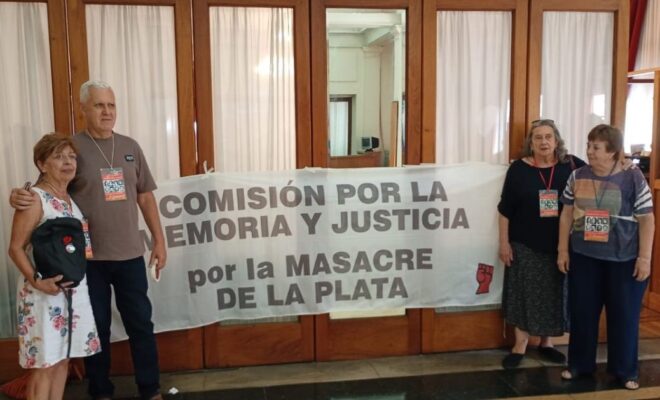 COMISIÓN POR LA
MEMORIA Y JUSTICIA
por la MASACRE
DE LA PLATA